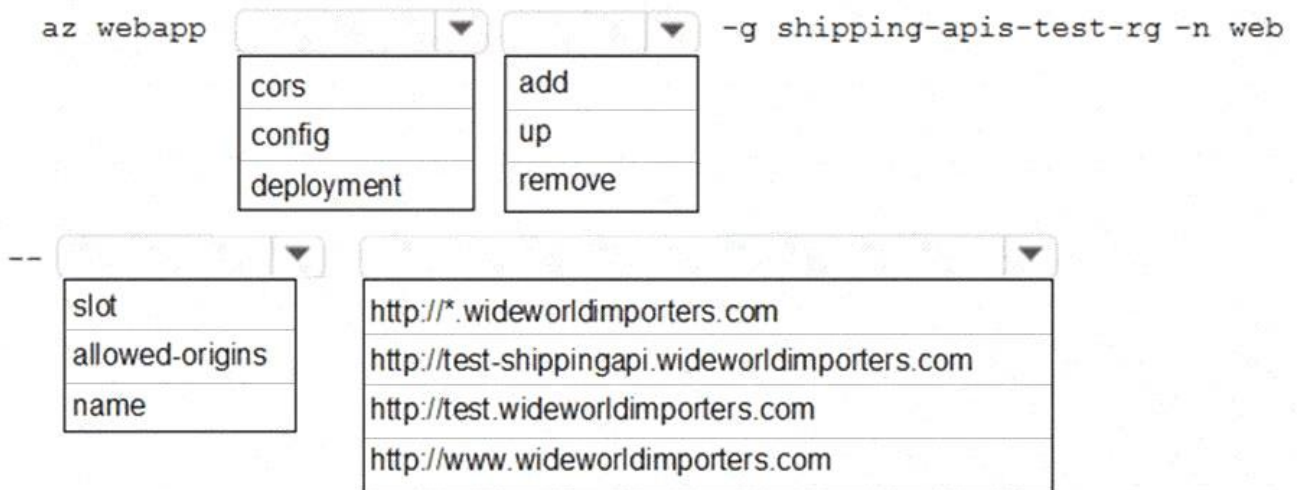 az webapp -g shipping-apis-test-rg -n web
cors
config
deployment
add
up
remove
--
slot
allowed-origins
name
http://*.wideworldimporters.com
http://test-shippingapi.wideworldimporters.com
http://test.wideworldimporters.com
http://www.wideworldimporters.com